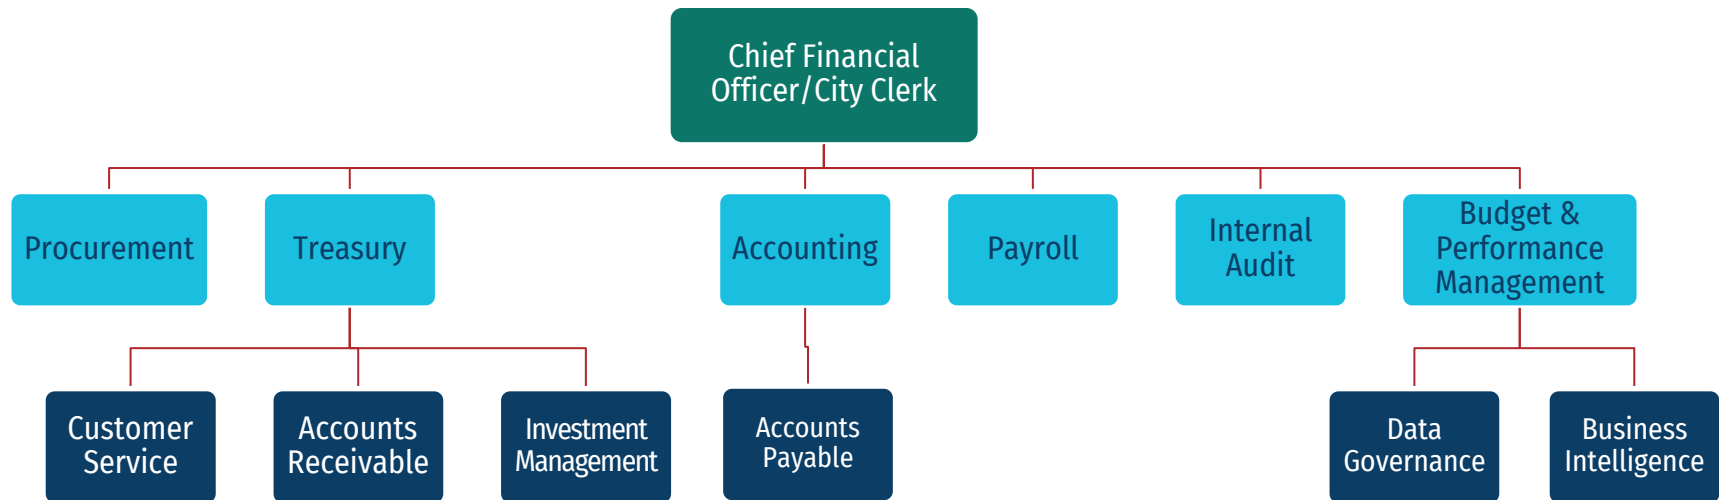 Chief Financial
Officer/City Clerk
Procurement
Treasury
Accounting
Payroll
Internal
Audit
Budget &
Performance
Management
Customer
Service
Accounts
Receivable
Investment
Management
Accounts
Payable
Data
Governance
Business
Intelligence